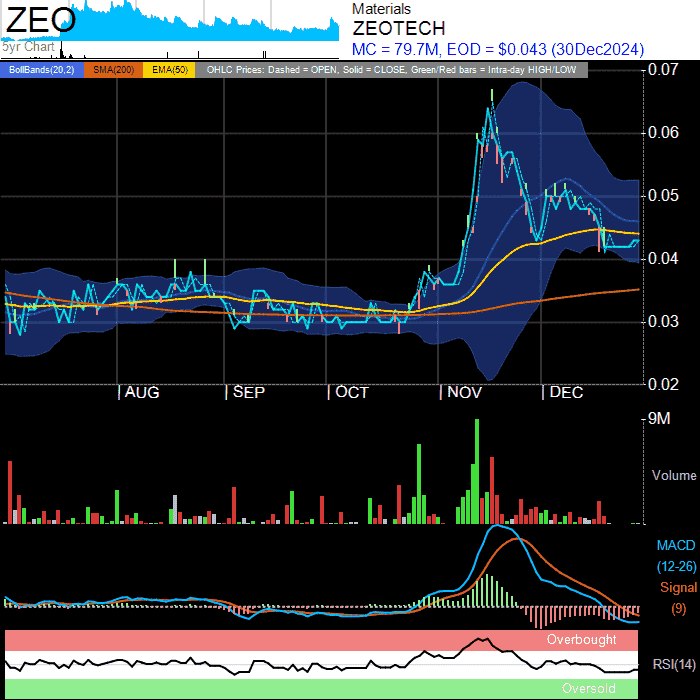 ZEO
5yr Chart
Materials
ZEOTECH
MC = 79.7M, EOD = $0.043 (30Dec2024)
BollBands(20,2) SMA(200) EMA(50) OHLC Prices: Dashed = OPEN, Solid = CLOSE, Green/Red bars = Intra-day HIGH/LOW
0.07
0.06
0.05
0.04
0.03
0.02
AUG SEP OCT NOV DEC
9M
Volume
MACD
(12-26)
Signal
(9)
Overbought
RSI(14)
Oversold